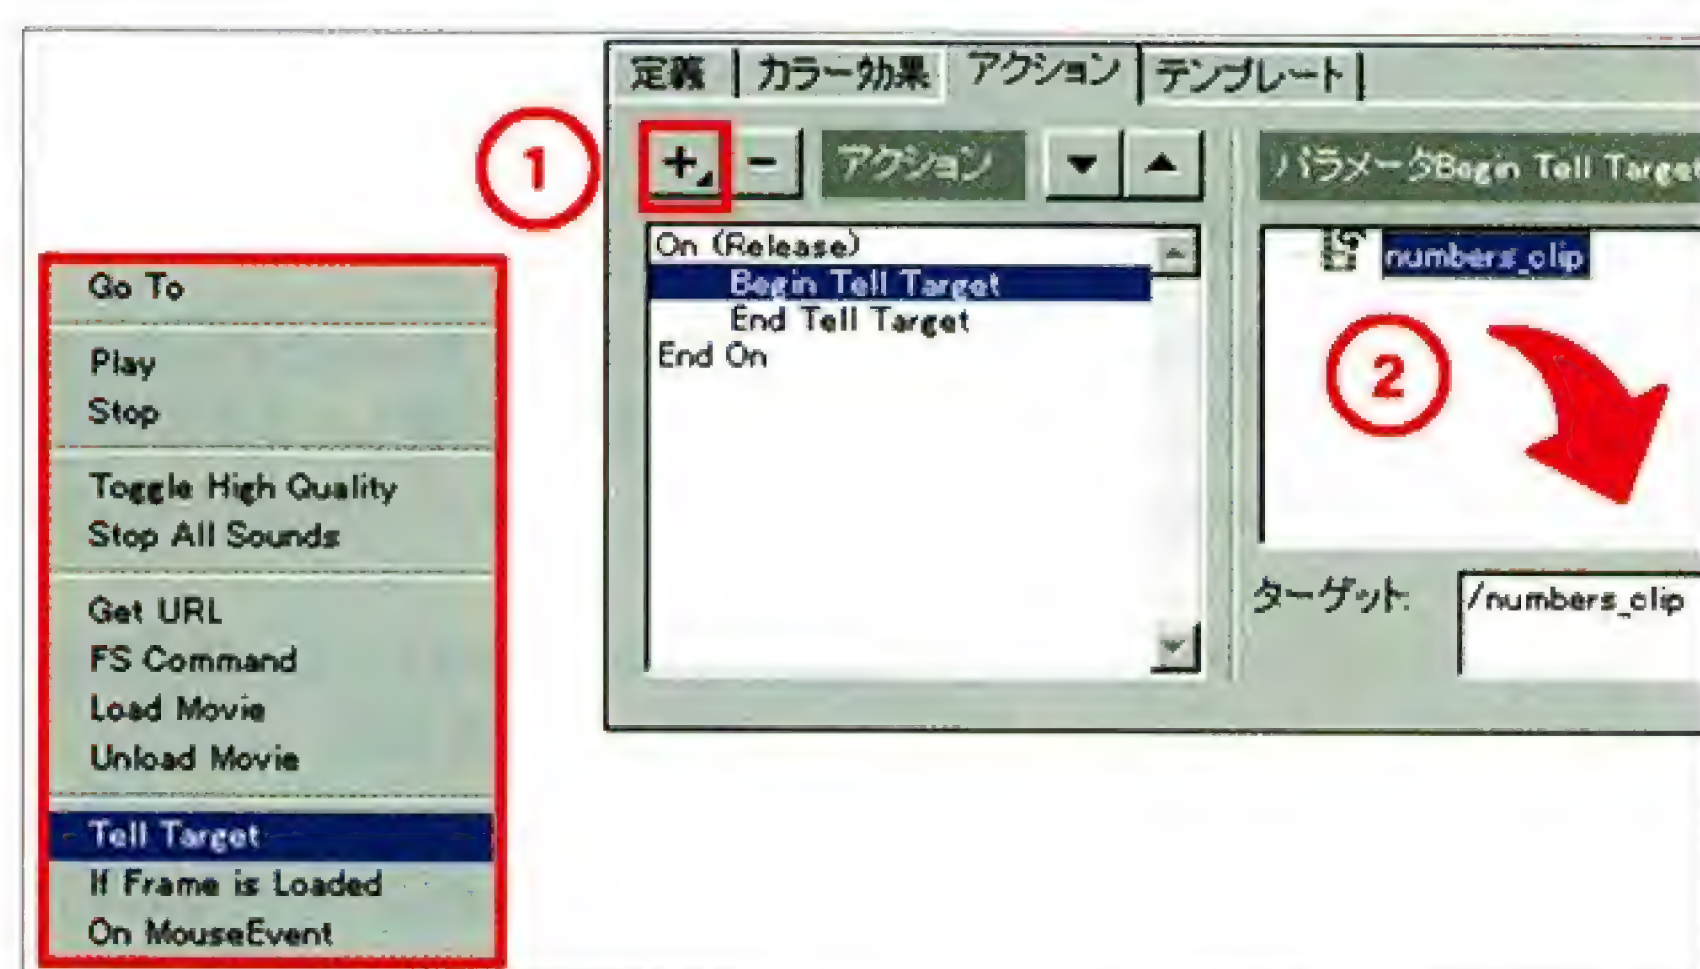 定義 カラー効果 アクション テンプレート
1
+ - アクション ▼ ▲
パラメータBegin Tell Target
On (Release)
Begin Tell Target
End Tell Target
End On
numbers_clip
2
ターゲット: /numbers_clip
Go To
Play
Stop
Toggle High Quality
Stop All Sounds
Get URL
FS Command
Load Movie
Unload Movie
Tell Target
If Frame is Loaded
On MouseEvent